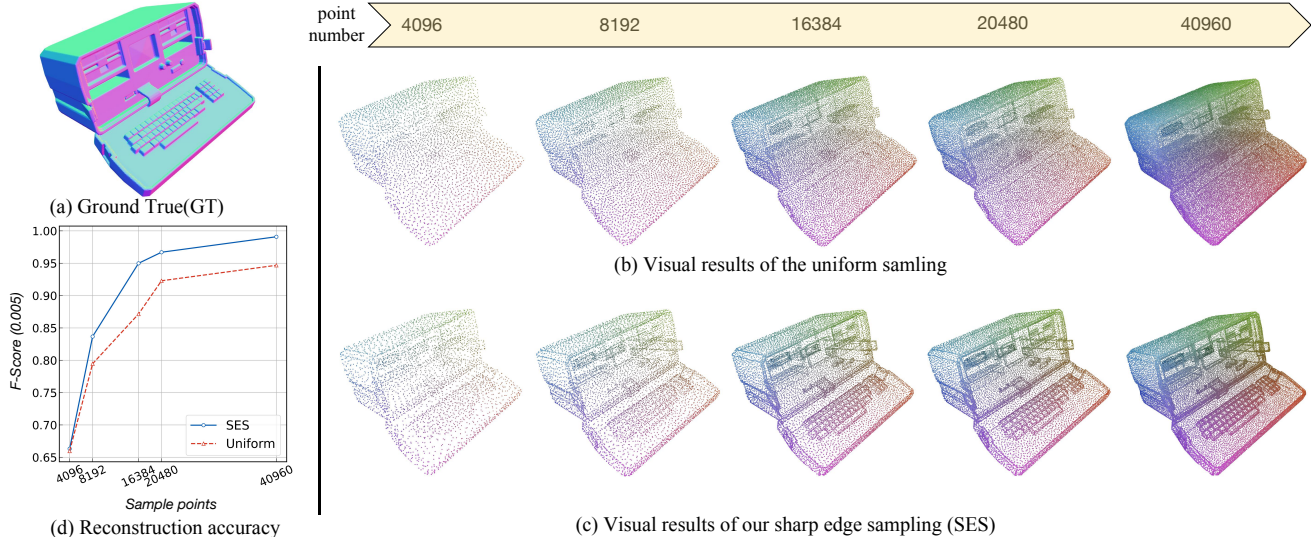 point
number
4096 8192 16384 20480 40960
(a) Ground True(GT)
(b) Visual results of the uniform samling
1.00
0.95
0.90
0.85
0.80
0.75
0.70
0.65
F-Score (0.005)
SES
Uniform
4096 8192 16384 20480 40960
Sample points
(d) Reconstruction accuracy
(c) Visual results of our sharp edge sampling (SES)